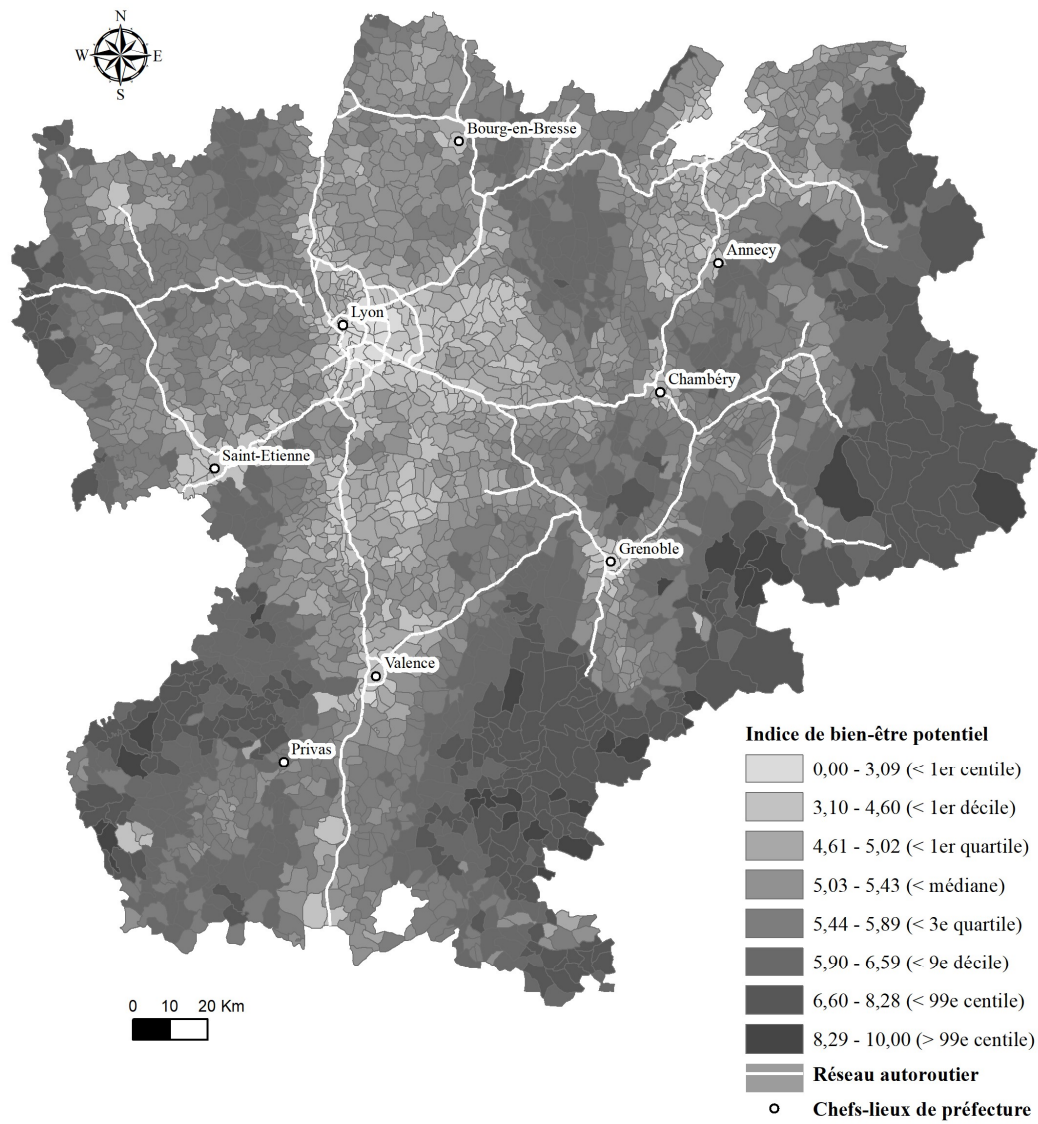 N
W E
S
Bourg-en-Bresse
Annecy
Lyon
Chambéry
Saint-Etienne
Grenoble
Valence
Privas
Indice de bien-être potentiel
0,00 - 3,09 (< 1er centile)
3,10 - 4,60 (< 1er décile)
4,61 - 5,02 (< 1er quartile)
5,03 - 5,43 (< médiane)
5,44 - 5,89 (< 3e quartile)
5,90 - 6,59 (< 9e décile)
6,60 - 8,28 (< 99e centile)
8,29 - 10,00 (> 99e centile)
Réseau autoroutier
Chefs-lieux de préfecture
0 10 20 Km